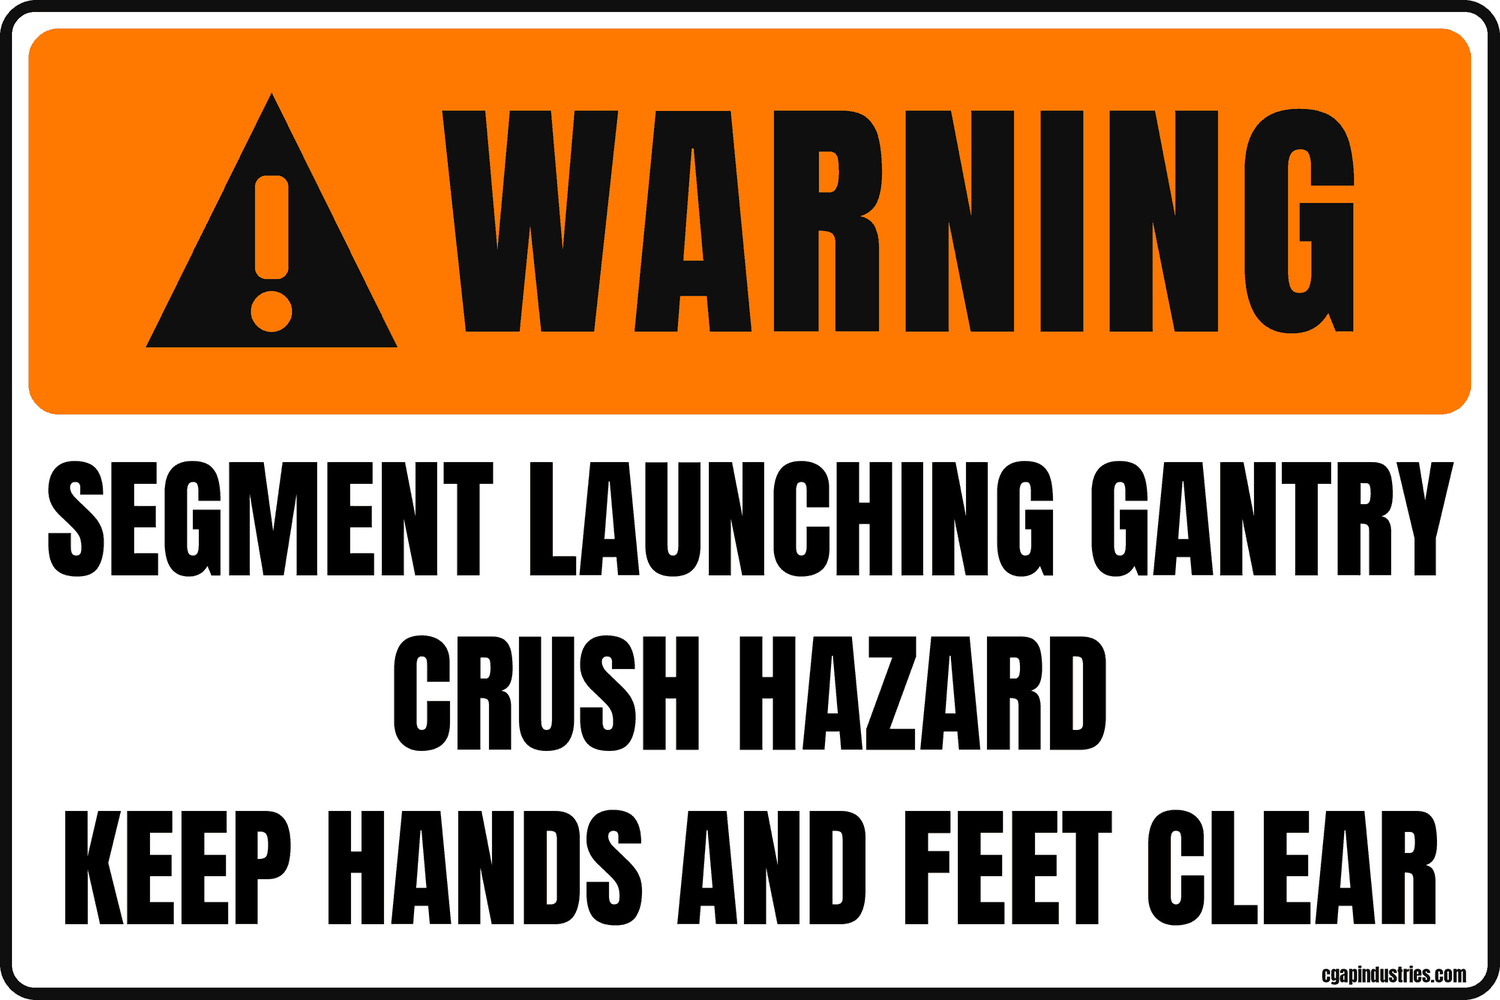 WARNING
SEGMENT LAUNCHING GANTRY
CRUSH HAZARD
KEEP HANDS AND FEET CLEAR
cgapindustries.com